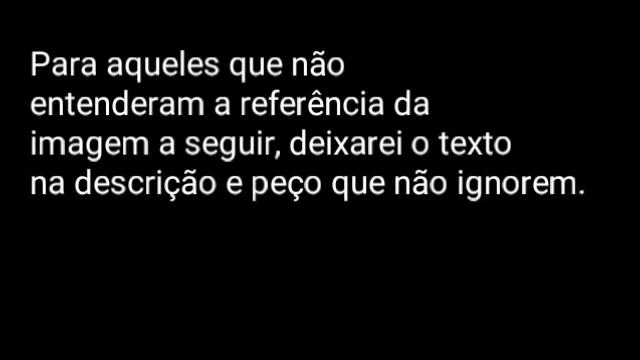 Para aqueles que não
entenderam a referência da
imagem a seguir, deixarei o texto
na descrição e peço que não ignorem.